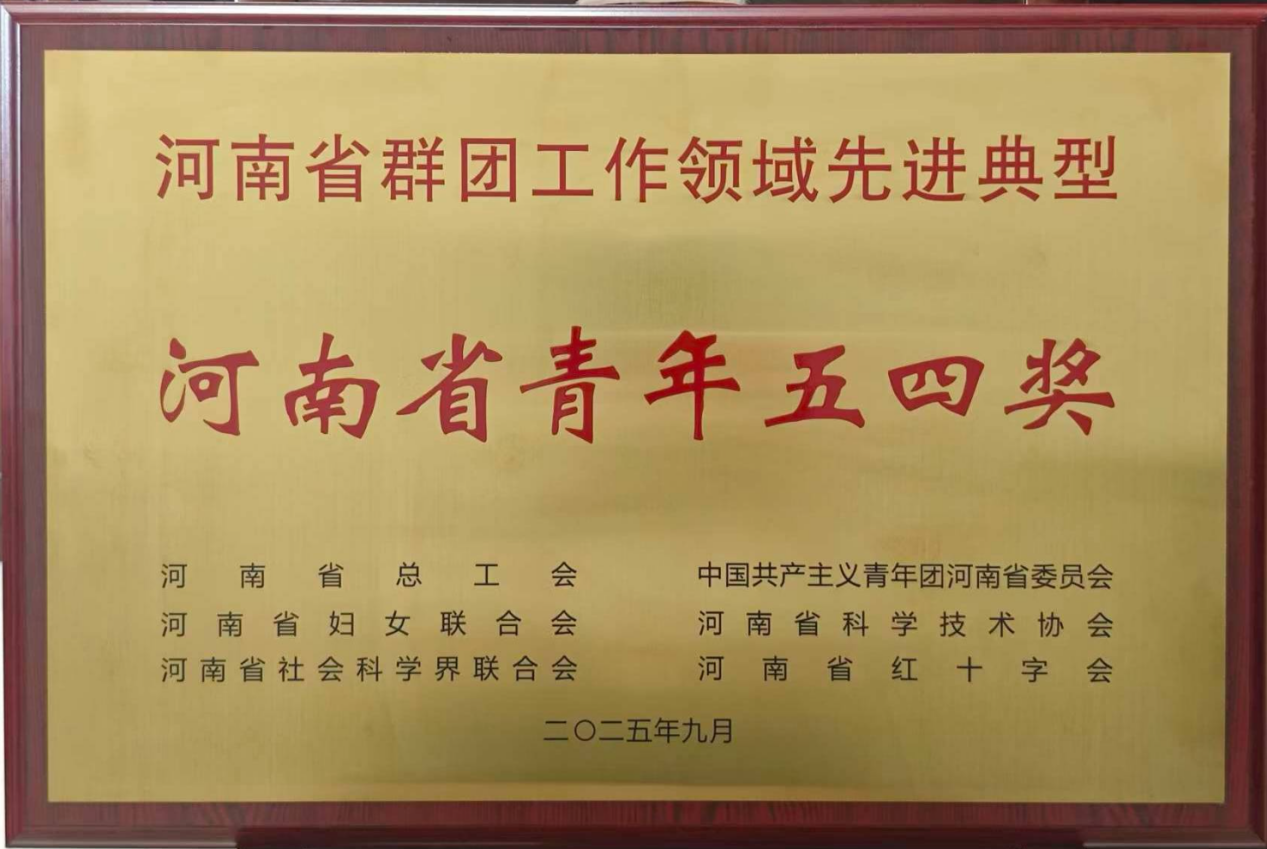 河南省群团工作领域先进典型
河南省青年五四奖
河南省总工会 中国共产主义青年团河南省委员会
河南省妇女联合会 河南省科学技术协会
河南省社会科学界联合会 河南省红十字会
二〇二五年九月